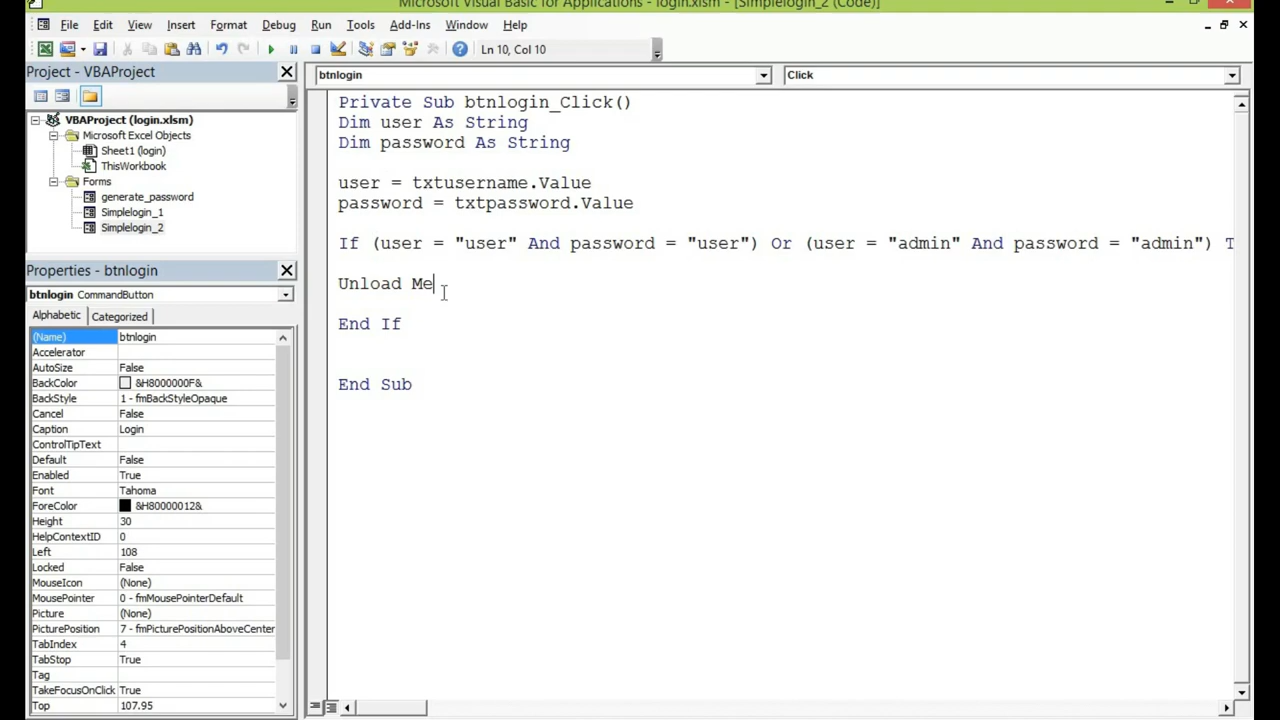 Microsoft Visual Basic for Applications - login.xlsm - [Simplelogin_2 (Code)]
File Edit View Insert Format Debug Run Tools Add-Ins Window Help
Ln 10, Col 10
Project - VBAProject
VBAProject (login.xlsm)
Microsoft Excel Objects
Sheet1 (login)
ThisWorkbook
Forms
generate_password
Simplelogin_1
Simplelogin_2
Properties - btnlogin
btnlogin CommandButton
Alphabetic Categorized
(Name) btnlogin
Accelerator
AutoSize False
BackColor &H8000000F&
BackStyle 1 - fmBackStyleOpaque
Cancel False
Caption Login
ControlTipText
Default False
Enabled True
Font Tahoma
ForeColor &H80000012&
Height 30
HelpContextID 0
Left 108
Locked False
MouseIcon (None)
MousePointer 0 - fmMousePointerDefault
Picture (None)
PicturePosition 7 - fmPicturePositionAboveCenter
TabIndex 4
TabStop True
Tag
TakeFocusOnClick True
Top 107.95
btnlogin Click
Private Sub btnlogin_Click()
Dim user As String
Dim password As String
user = txtusername.Value
password = txtpassword.Value
If (user = "user" And password = "user") Or (user = "admin" And password = "admin") T
Unload Me
End If
End Sub